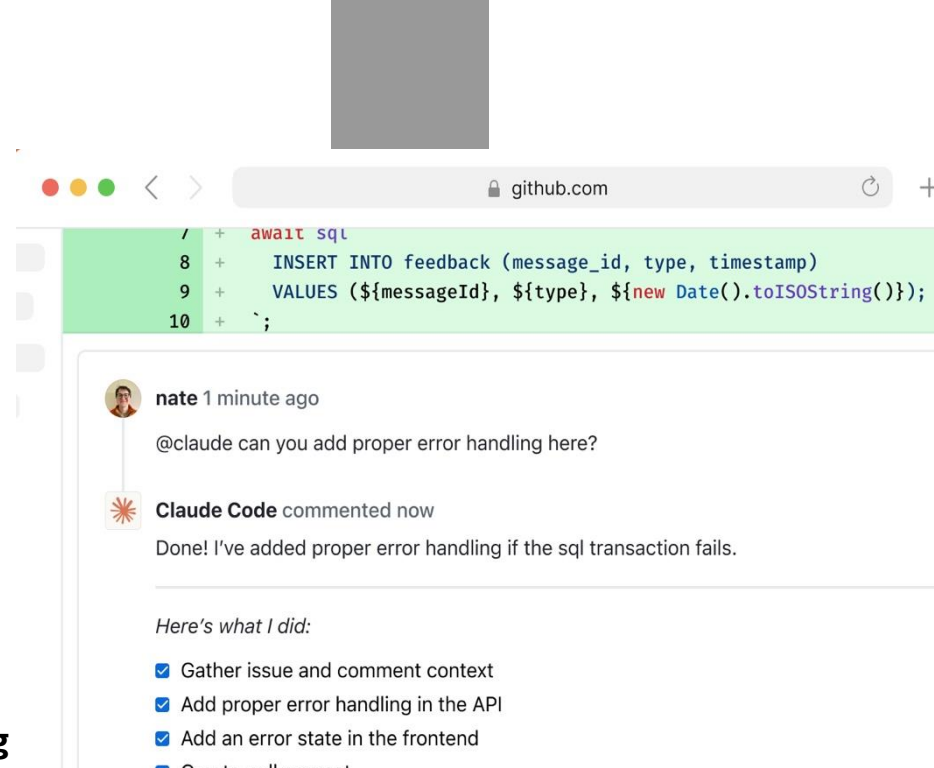 github.com
7 + await sql
8 + INSERT INTO feedback (message_id, type, timestamp)
9 + VALUES (${messageId}, ${type}, ${new Date().toISOString()});
10 + `;
nate 1 minute ago
@claude can you add proper error handling here?
Claude Code commented now
Done! I've added proper error handling if the sql transaction fails.
Here's what I did:
Gather issue and comment context
Add proper error handling in the API
Add an error state in the frontend